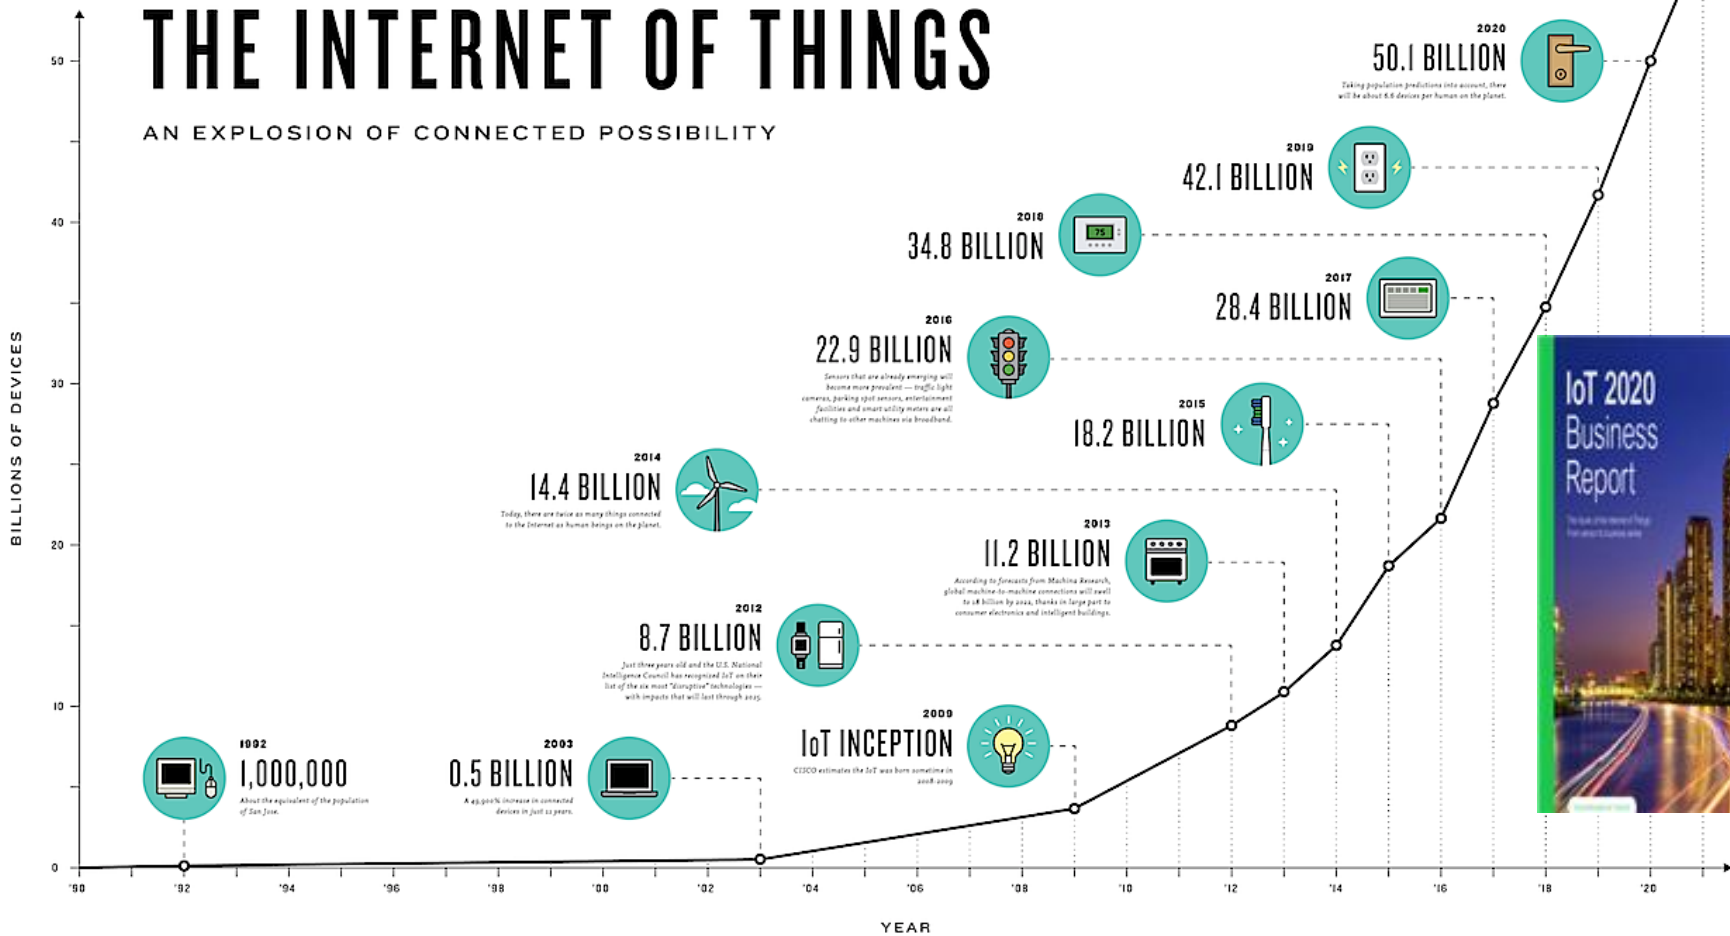 THE INTERNET OF THINGS
AN EXPLOSION OF CONNECTED POSSIBILITY
BILLIONS OF DEVICES
50
40
30
20
10
0
1992
1,000,000
About the equivalent of the population
of San Jose.
2003
0.5 BILLION
increase in connected
devices in just 11 years.
2009
IoT INCEPTION
CISCO estimates the IoT was born sometime in
2008-2009
2012
8.7 BILLION
Just three years old and the U.S. National
Intelligence Council has recognized IoT on their
list of the six most "disruptive" technologies —
with impacts that will last through 2025.
2013
11.2 BILLION
According to forecasts from Machina Research,
global machine-to-machine connections will swell
to 18 billion by 2022, thanks in large part to
consumer electronics and intelligent buildings.
2014
14.4 BILLION
Today, there are twice as many things connected
to the Internet as human beings on the planet.
2015
18.2 BILLION
2016
22.9 BILLION
Sensors that are already emerging will
become more prevalent — traffic light
cameras, parking spot sensors, entertainment
facilities and smart utility meters are all
chatting to other machines via broadband.
2017
28.4 BILLION
2018
34.8 BILLION
75
2019
42.1 BILLION
2020
50.1 BILLION
Taking population predictions into account, there
will be about 6.6 devices per human on the planet.
IoT 2020
Business
Report
'90 '92 '94 '96 '98 '00 '02 '04 '06 '08 '10 '12 '14 '16 '18 '20
YEAR